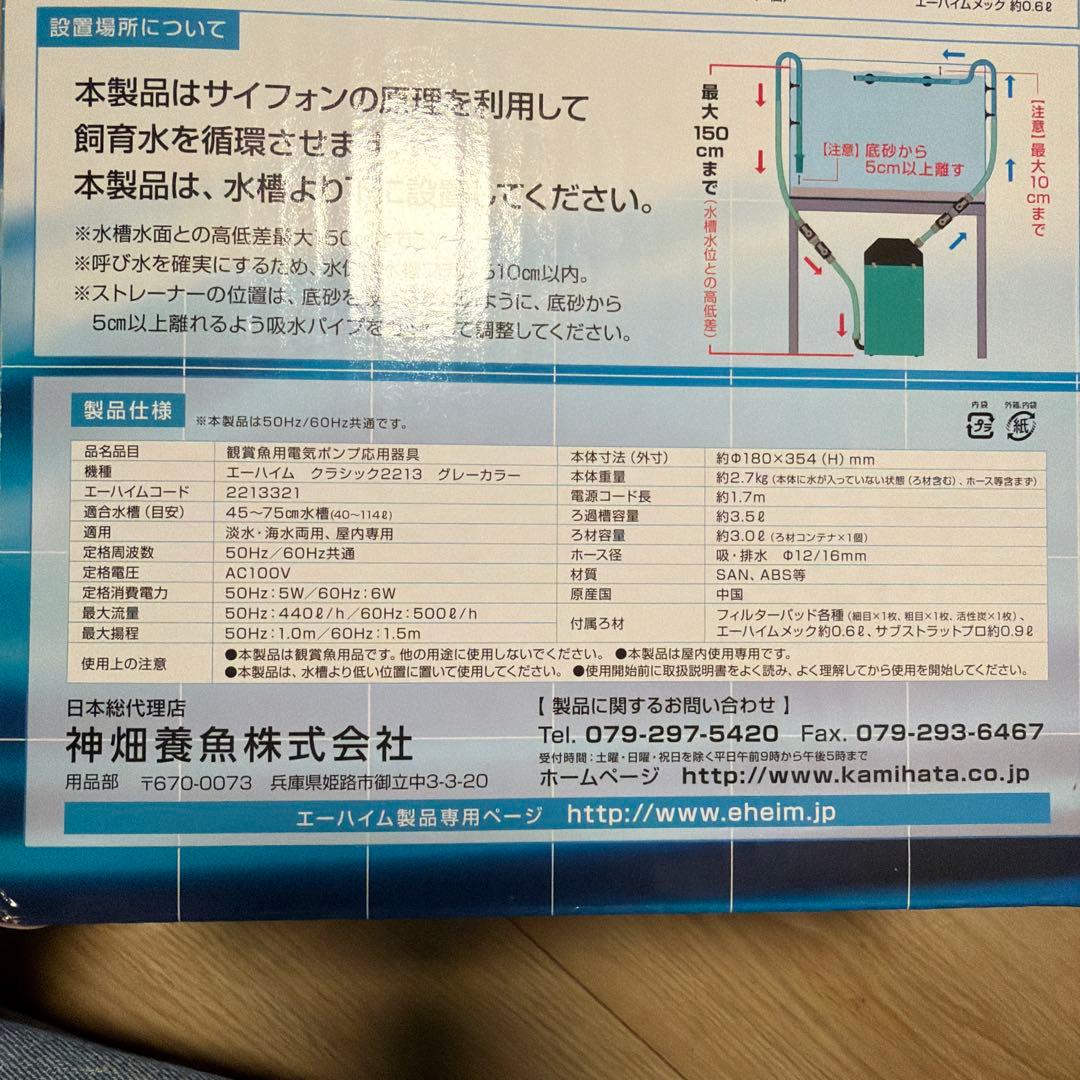 エーハイムメック 約0.6ℓ
設置場所について
本製品はサイフォンの原理を利用して
飼育水を循環させま
本製品は、水槽より下に設置してください。
※水槽水面との高低差最大150
※呼び水を確実にするため、水位 10㎝以内。
※ストレーナーの位置は、底砂を ように、底砂から
5㎝以上離れるよう吸水パイプを て調整してください。
最大150cmまで(水槽水位との高低差)
【注意】底砂から
5cm以上離す
【注意】最大10cmまで
製品仕様
※本製品は50Hz/60Hz共通です。
内袋
プラ
外箱、内袋
紙
品名品目 観賞魚用電気ポンプ応用器具
機種 エーハイム クラシック2213 グレーカラー
エーハイムコード 2213321
適合水槽(目安) 45～75㎝水槽(40～114ℓ)
適用 淡水・海水両用、屋内専用
定格周波数 50Hz/60Hz共通
定格電圧 AC100V
定格消費電力 50Hz:5W/60Hz:6W
最大流量 50Hz:440ℓ/h/60Hz:500ℓ/h
最大揚程 50Hz:1.0m/60Hz:1.5m
本体寸法(外寸) 約Φ180×354(H)mm
本体重量 約2.7kg(本体に水が入っていない状態(ろ材含む)、ホース等含まず)
電源コード長 約1.7m
ろ過槽容量 約3.5ℓ
ろ材容量 約3.0ℓ(ろ材コンテナ×1個)
ホース径 吸・排水 Φ12/16mm
材質 SAN、ABS等
原産国 中国
付属ろ材 フィルターパッド各種(細目×1枚、粗目×1枚、活性炭×1枚)、
エーハイムメック約0.6ℓ、サブストラットプロ約0.9ℓ
使用上の注意 ●本製品は観賞魚用品です。他の用途に使用しないでください。 ●本製品は屋内使用専用です。
●本製品は、水槽より低い位置に置いて使用してください。 ●使用開始前に取扱説明書をよく読み、よく理解してから使用を開始してください。
日本総代理店
神畑養魚株式会社
用品部 〒670-0073 兵庫県姫路市御立中3-3-20
【 製品に関するお問い合わせ 】
Tel. 079-297-5420 Fax. 079-293-6467
受付時間:土曜・日曜・祝日を除く平日午前9時から午後5時まで
ホームページ http://www.kamihata.co.jp
エーハイム製品専用ページ http://www.eheim.jp